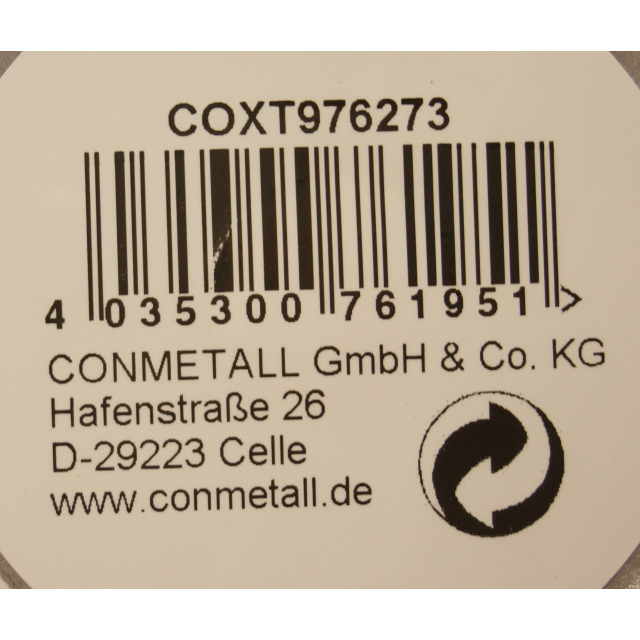 COXT976273
4 035300 761951 >
CONMETALL GmbH & Co. KG
Hafenstraße 26
D-29223 Celle
www.conmetall.de